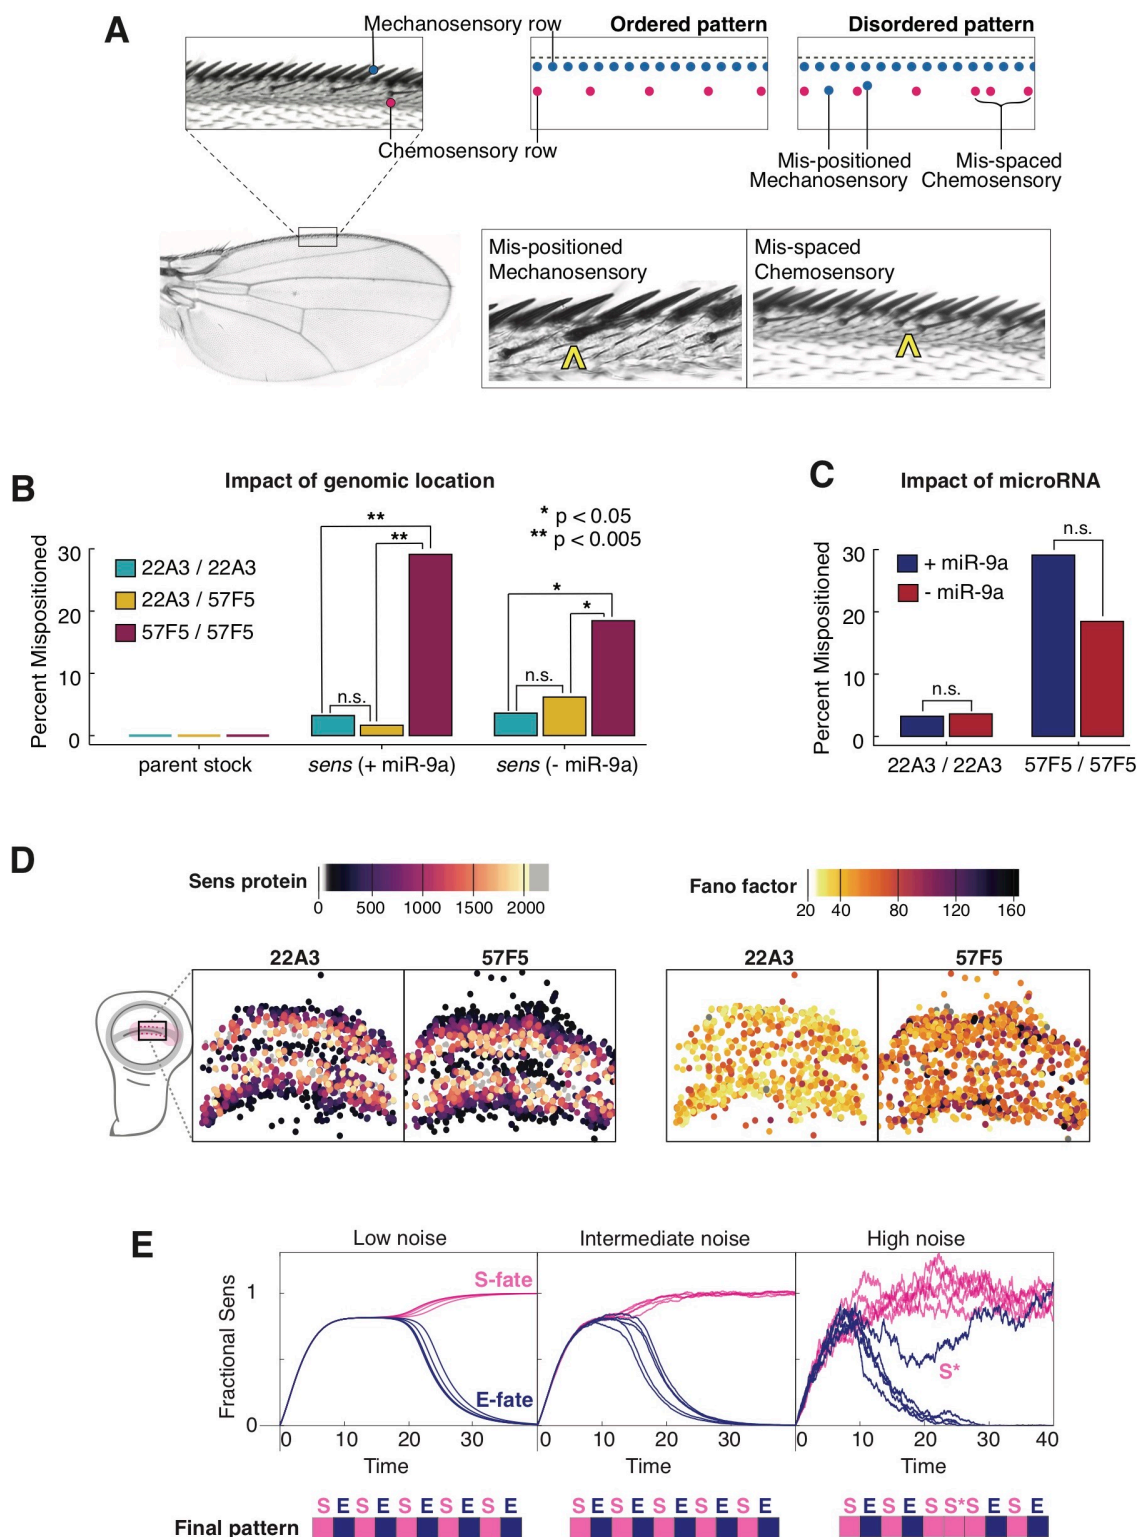 A
Mechanosensory row
Ordered pattern
Disordered pattern
Chemosensory row
Mis-positioned
Mechanosensory
Mis-spaced
Chemosensory
Mis-positioned
Mechanosensory
Mis-spaced
Chemosensory
B
Impact of genomic location
Percent Mispositioned
30
20
10
0
22A3 / 22A3
22A3 / 57F5
57F5 / 57F5
**
**
n.s.
* p < 0.05
** p < 0.005
*
*
n.s.
parent stock
sens (+ miR-9a)
sens (- miR-9a)
C
Impact of microRNA
Percent Mispositioned
30
20
10
0
+ miR-9a
- miR-9a
n.s.
n.s.
22A3 / 22A3
57F5 / 57F5
D
Sens protein
0 500 1000 1500 2000
22A3 57F5
Fano factor
20 40 80 120 160
22A3 57F5
E
Low noise
Intermediate noise
High noise
Fractional Sens
1
0
S-fate
E-fate
S*
0 10 20 30
0 10 20 30
0 10 20 30 40
Time
Time
Time
Final pattern
S E S E S E S E S E
S E S E S E S E S E
S E S E S S* S E S E